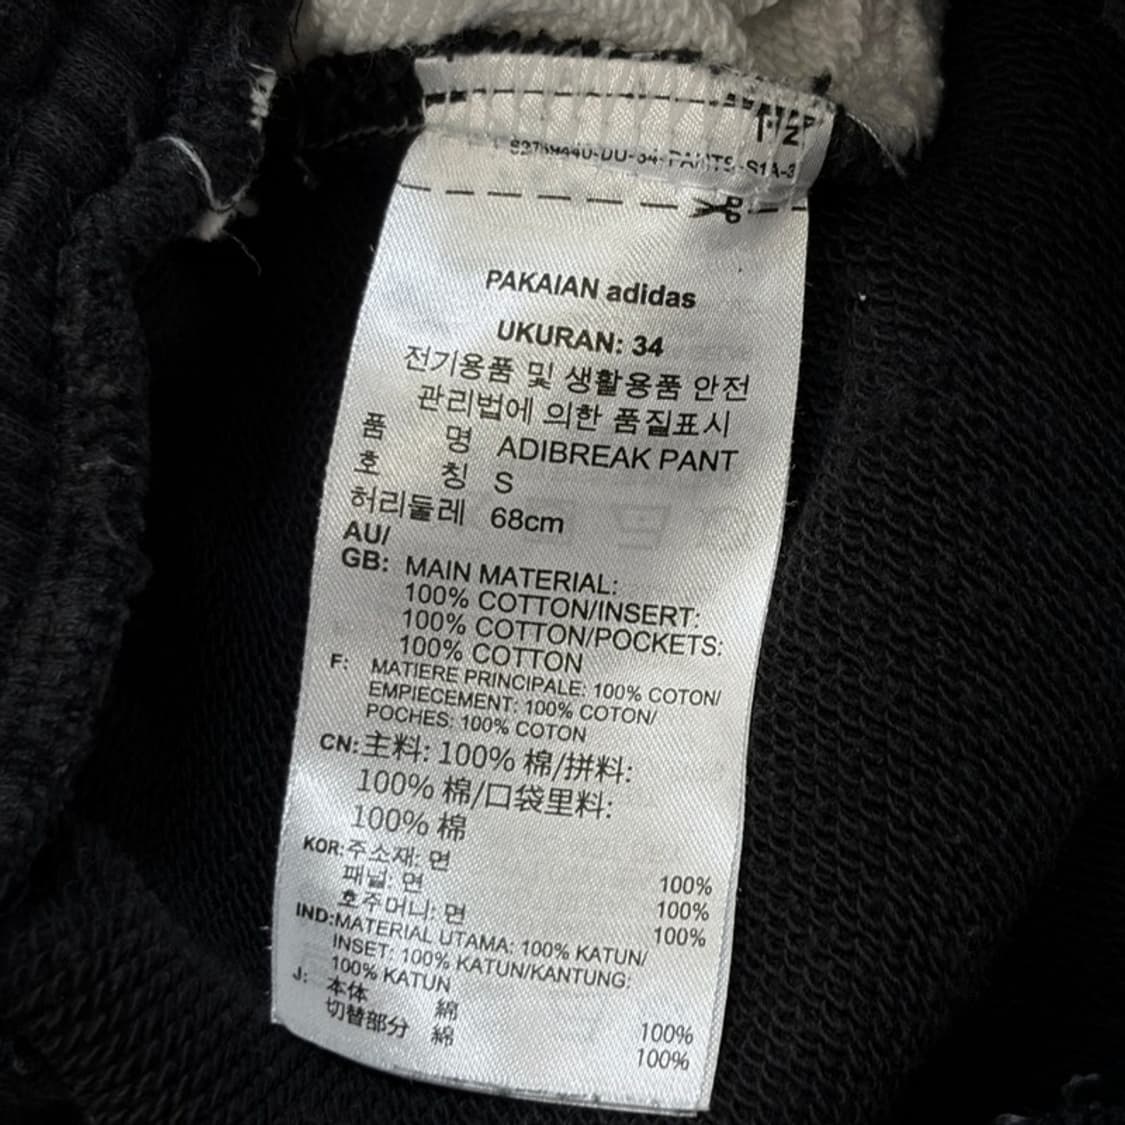 PAKAIAN adidas
UKURAN: 34
전기용품 및 생활용품 안전
관리법에 의한 품질표시
품 명 ADIBREAK PANT
호 칭 S
허리둘레 68cm
AU/
GB: MAIN MATERIAL:
100% COTTON/INSERT:
100% COTTON/POCKETS:
100% COTTON
F: MATIERE PRINCIPALE: 100% COTON/
EMPIECEMENT: 100% COTON/
POCHES: 100% COTON
CN: 主料: 100% 棉/拼料:
100% 棉/口袋里料:
100% 棉
KOR: 주소재: 면 100%
패널: 면 100%
호주머니: 면 100%
IND: MATERIAL UTAMA: 100% KATUN/
INSET: 100% KATUN/KANTUNG:
100% KATUN
J: 本体 綿 100%
切替部分 綿 100%